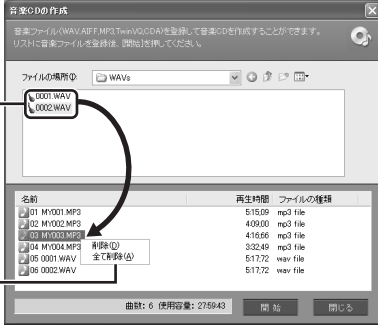 音楽CDの作成
音楽ファイル(WAV,AIFF,MP3,TwinVQ,CDA)を登録して音楽CDを作成することができます。
リストに音楽ファイルを登録後、[開始]を押してください。
ファイルの場所(I):
WAVs
0001.WAV
0002.WAV
名前 再生時間 ファイルの種類
01 MY001.MP3 5:15,09 mp3 file
02 MY002.MP3 4:09,00 mp3 file
03 MY003.MP3 4:16,66 mp3 file
04 MY004.MP3 3:32,49 mp3 file
05 0001.WAV 5:17,72 wav file
06 0002.WAV 5:17,72 wav file
削除(D)
全て削除(A)
曲数: 6 使用容量: 27:59:43
開始
閉じる